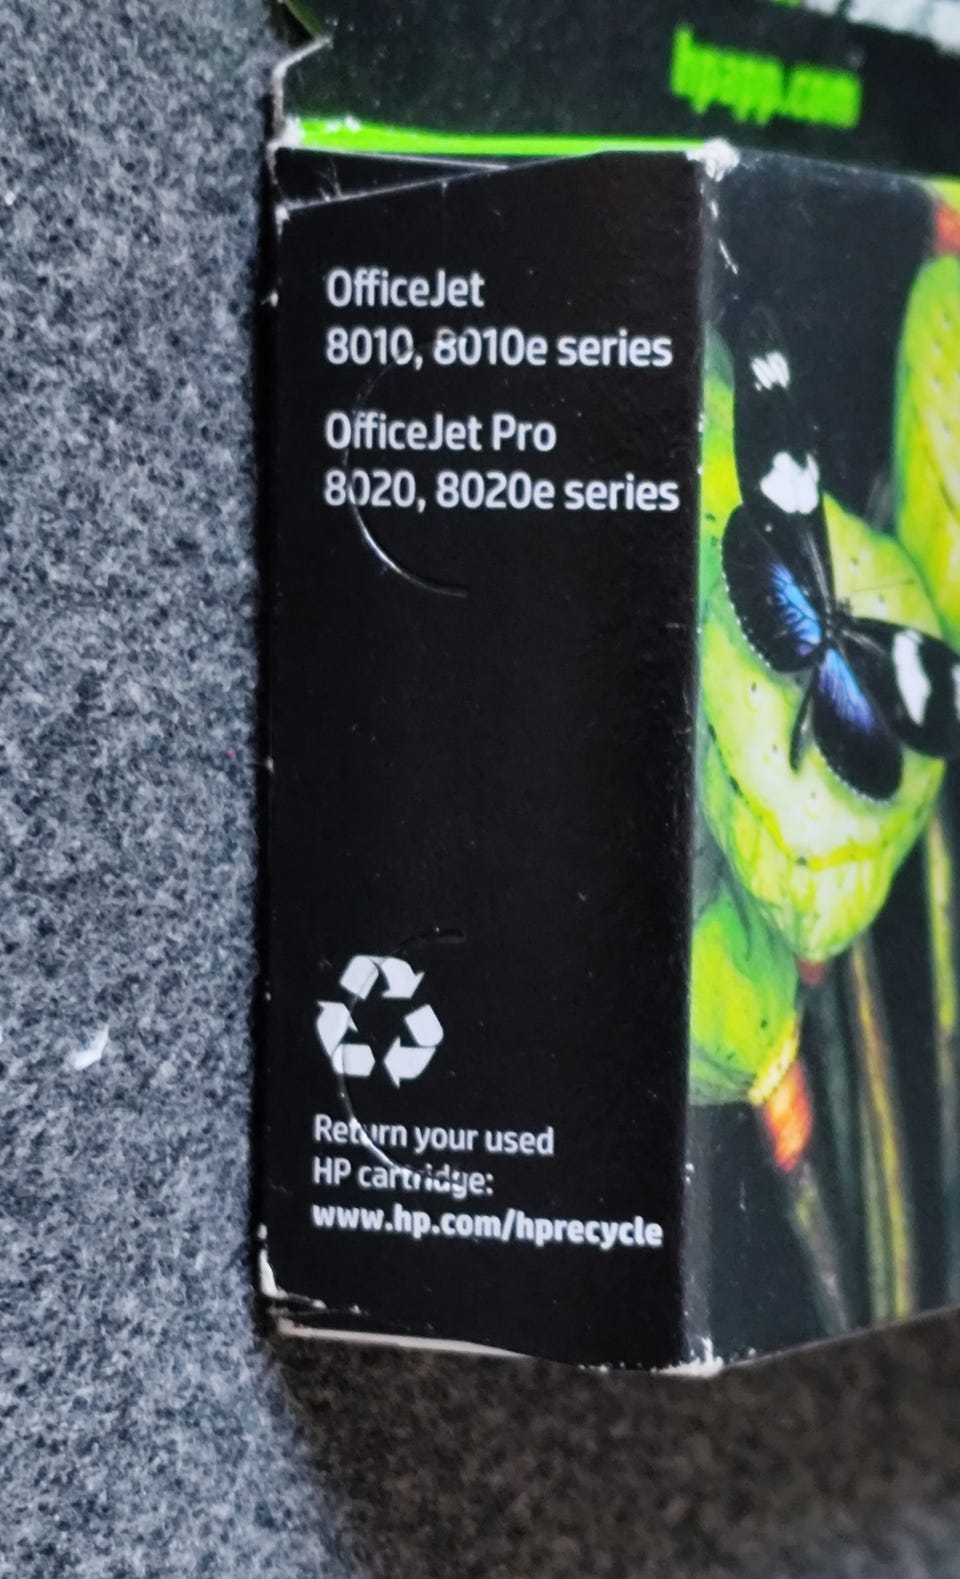 hpapp.com
OfficeJet
8010, 8010e series
OfficeJet Pro
8020, 8020e series
Return your used
HP cartridge:
www.hp.com/hprecycle